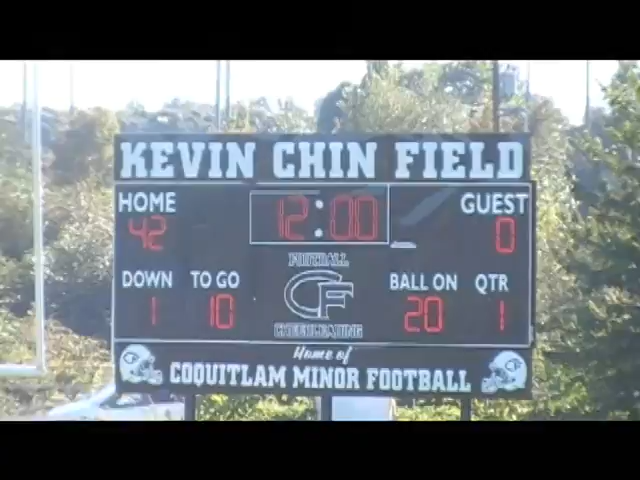 KEVIN CHIN FIELD
HOME 12:00 GUEST
42 0
FOOTBALL
DOWN TO GO BALL ON QTR
1 10 CF 20 1
CHEERLEADING
Home of
COQUITLAM MINOR FOOTBALL